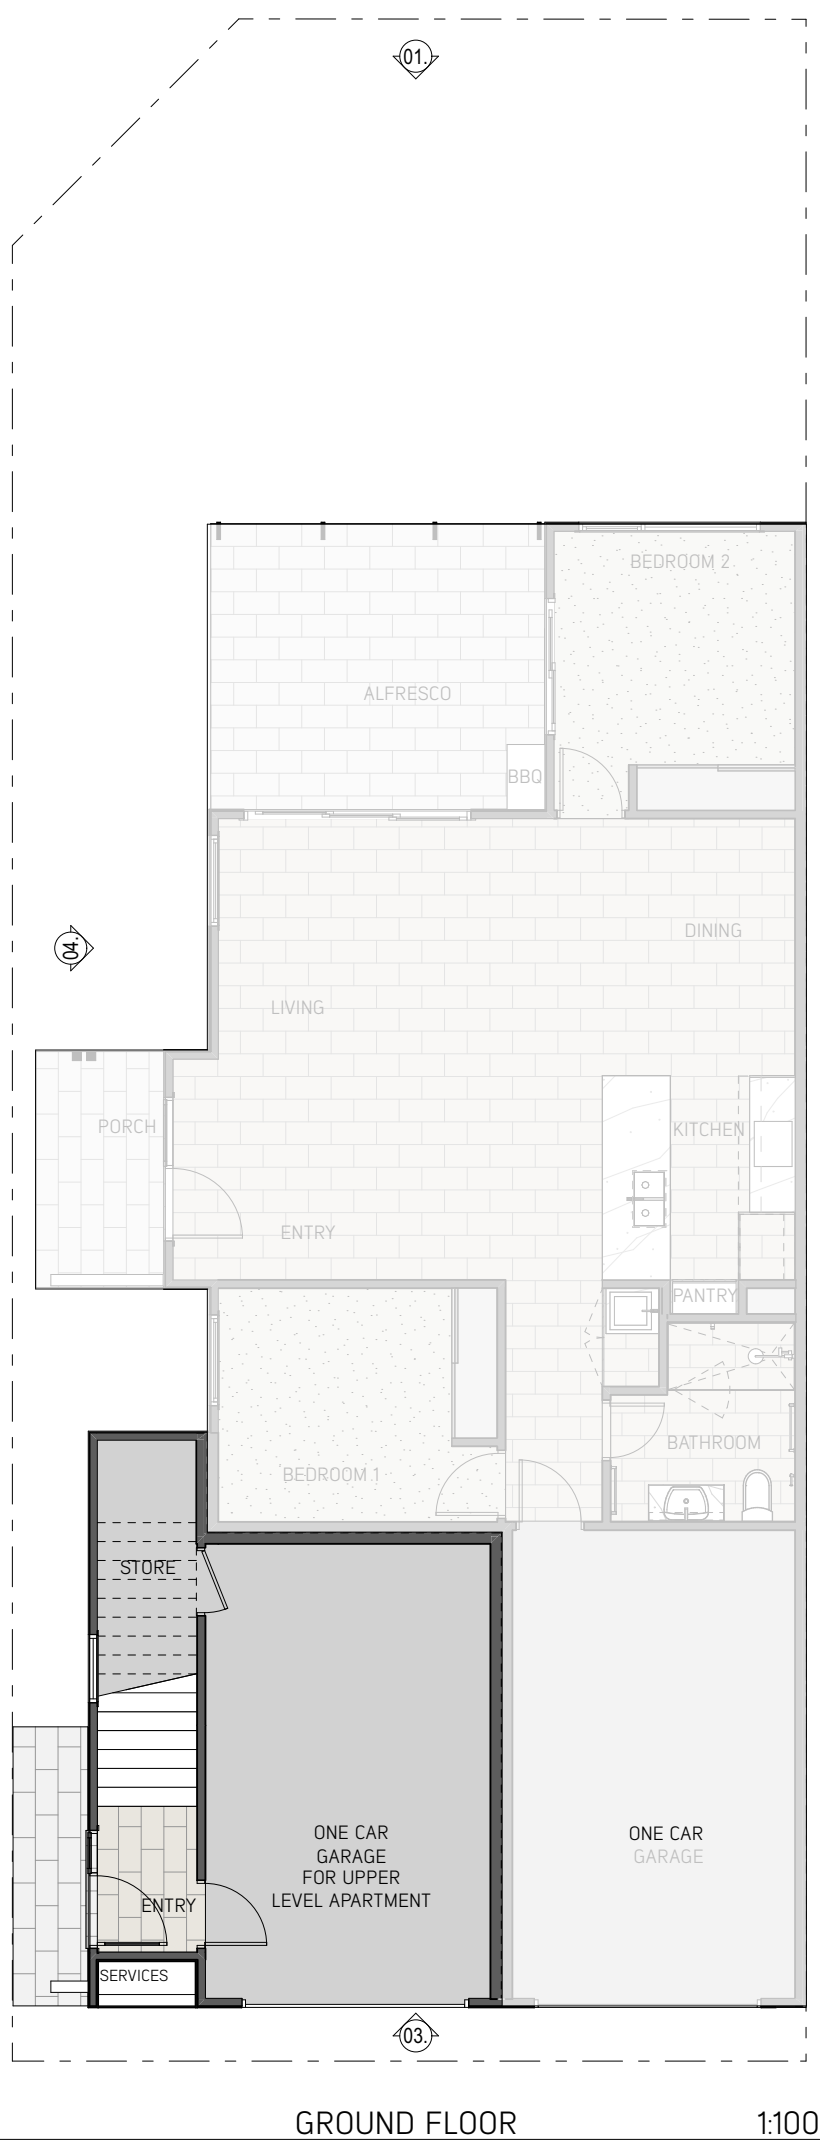 01.
BEDROOM 2
ALFRESCO
BBQ
DINING
04.
LIVING
PORCH
KITCHEN
ENTRY
PANTRY
BATHROOM
BEDROOM 1
STORE
ONE CAR
GARAGE
FOR UPPER
LEVEL APARTMENT
ONE CAR
GARAGE
ENTRY
SERVICES
03.
GROUND FLOOR
1:100